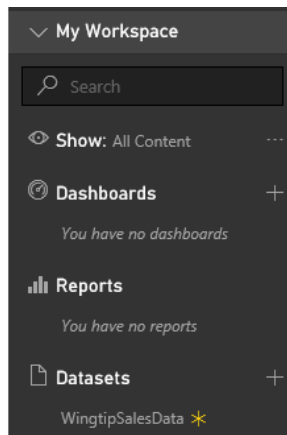 My Workspace
Search
Show: All Content
Dashboards
You have no dashboards
Reports
You have no reports
Datasets
WingtipSalesData